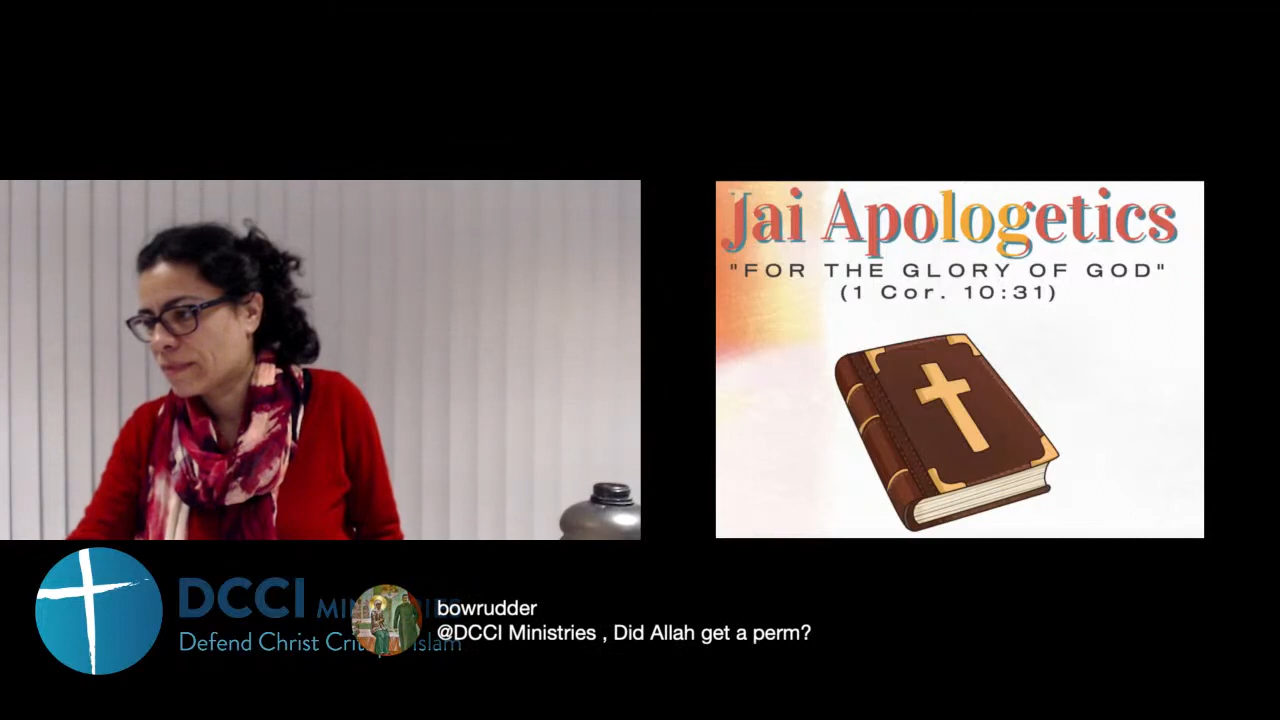 Jai Apologetics
"FOR THE GLORY OF GOD"
(1 Cor. 10:31)
DCCI
Defend Christ
bowrudder
@DCCI Ministries , Did Allah get a perm?